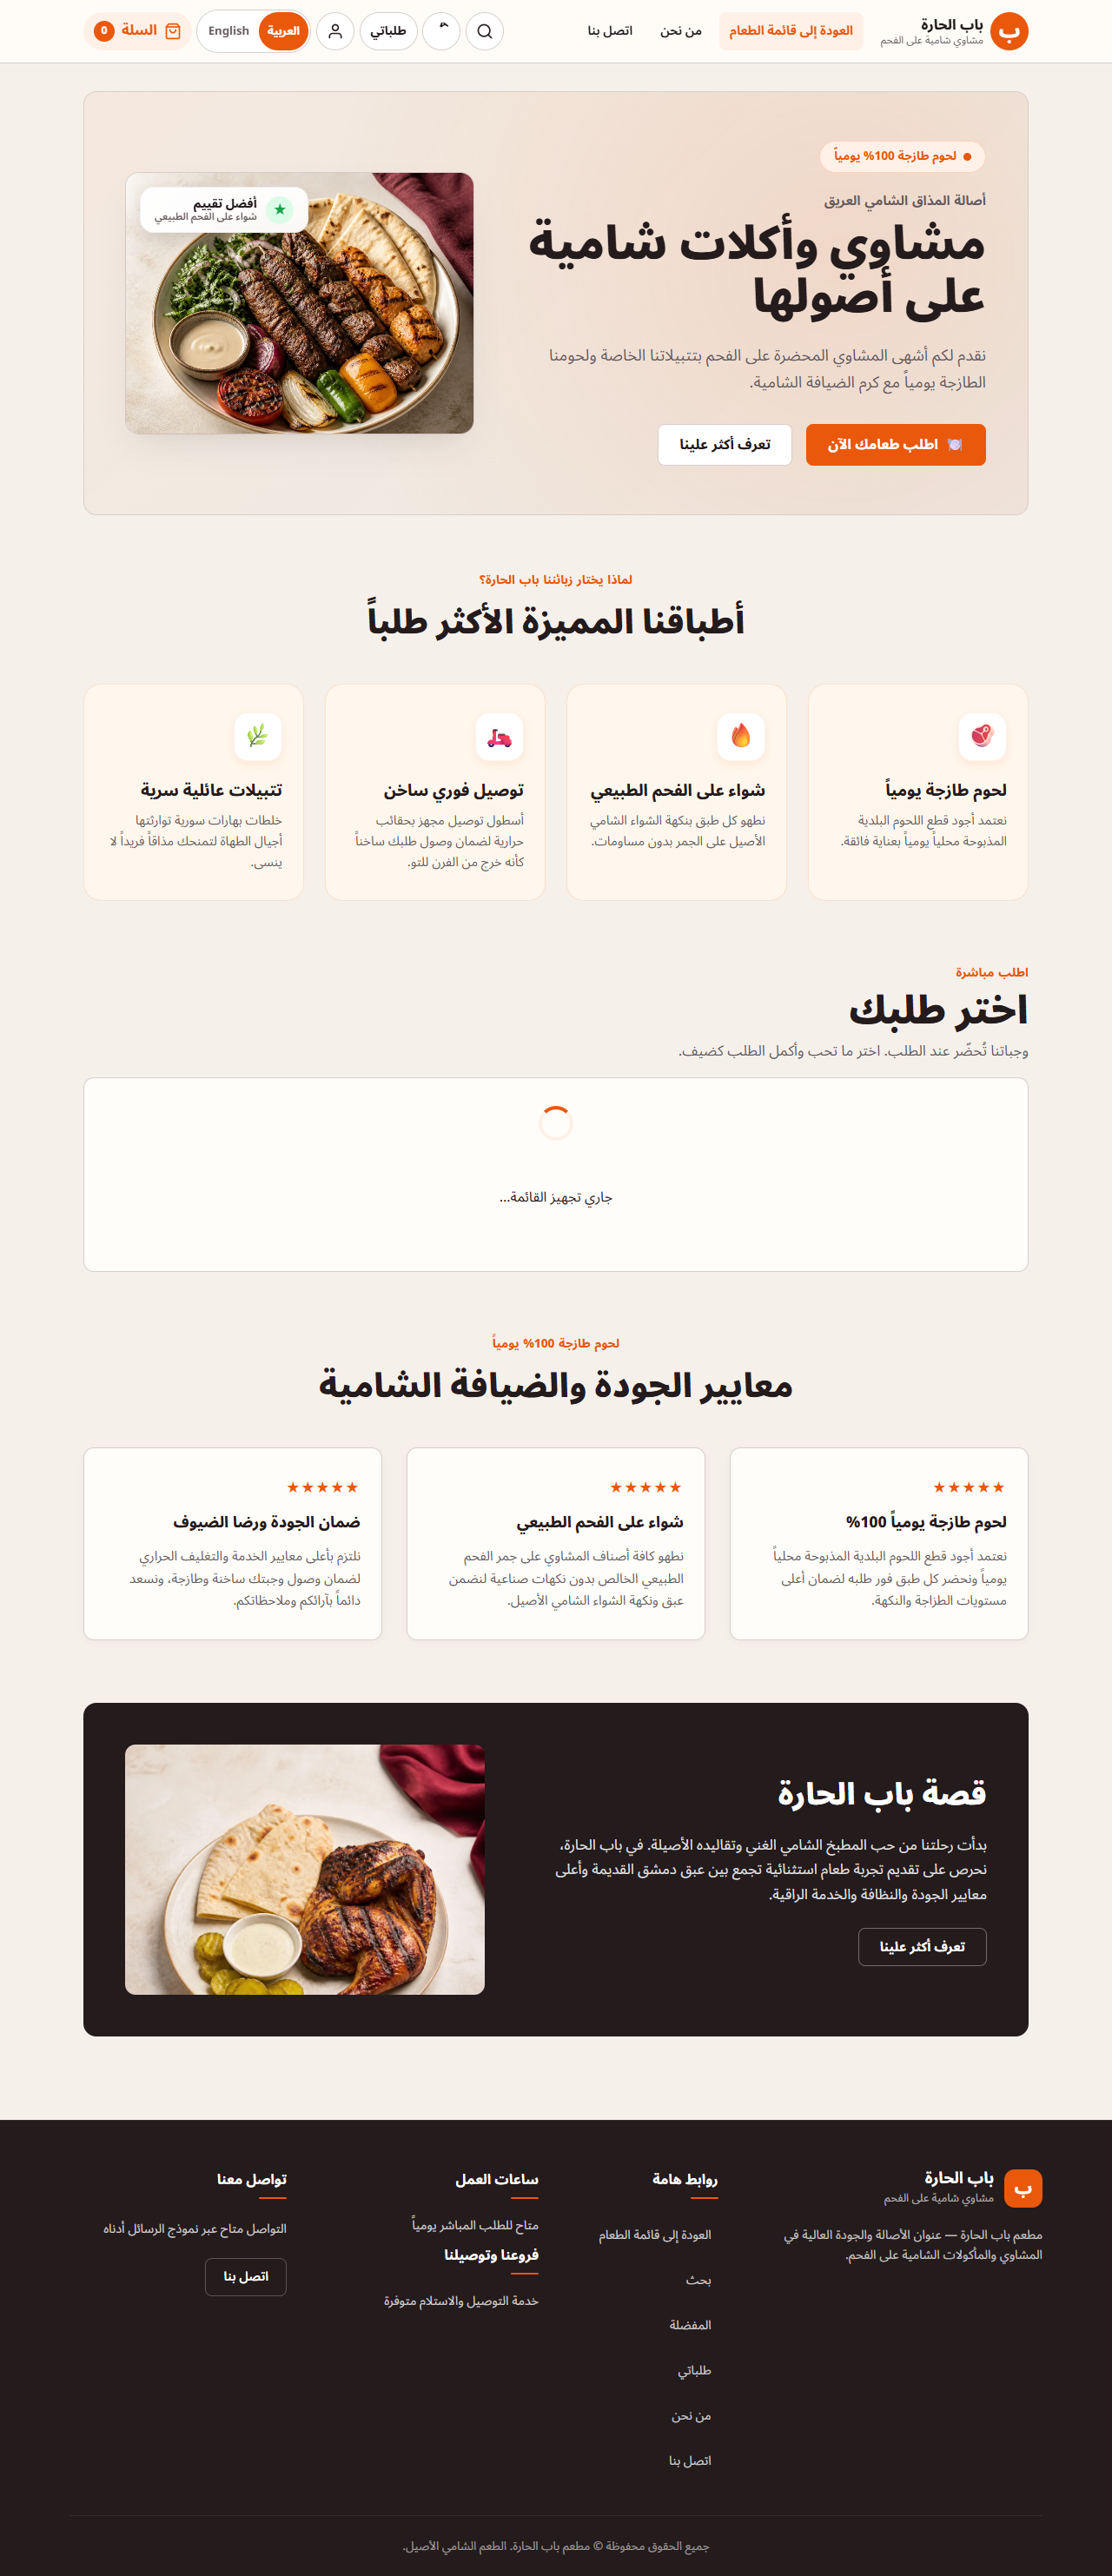 ب
باب الحارة
مشاوي شامية على الفحم
العودة إلى قائمة الطعام
من نحن
اتصل بنا
طلباتي
العربية
English
السلة
0
لحوم طازجة 100% يومياً
أصالة المذاق الشامي العريق
مشاوي وأكلات شامية
على أصولها
نقدم لكم أشهى المشاوي المحضرة على الفحم بتتبيلاتنا الخاصة ولحومنا
الطازجة يومياً مع كرم الضيافة الشامية.
اطلب طعامك الآن
تعرف أكثر علينا
أفضل تقييم
شواء على الفحم الطبيعي
لماذا يختار زبائننا باب الحارة؟
أطباقنا المميزة الأكثر طلباً
لحوم طازجة يومياً
نعتمد أجود قطع اللحوم البلدية
المذبوحة محلياً يومياً بعناية فائقة.
شواء على الفحم الطبيعي
نطهو كل طبق بنكهة الشواء الشامي
الأصيل على الجمر بدون مساومات.
توصيل فوري ساخن
أسطول توصيل مجهز بحقائب
حرارية لضمان وصول طلبك ساخناً
كأنه خرج من الفرن للتو.
تتبيلات عائلية سرية
خلطات بهارات سورية توارثتها
أجيال الطهاة لتمنحك مذاقاً فريداً لا
ينسى.
اطلب مباشرة
اختر طلبك
وجباتنا تُحضّر عند الطلب. اختر ما تحب وأكمل الطلب كضيف.
جاري تجهيز القائمة...
لحوم طازجة 100% يومياً
معايير الجودة والضيافة الشامية
★★★★★
لحوم طازجة يومياً 100%
نعتمد أجود قطع اللحوم البلدية المذبوحة محلياً
يومياً ونحضر كل طبق فور طلبه لضمان أعلى
مستويات الطزاجة والنكهة.
★★★★★
شواء على الفحم الطبيعي
نطهو كافة أصناف المشاوي على جمر الفحم
الطبيعي الخالص بدون نكهات صناعية لنضمن
عبق ونكهة الشواء الشامي الأصيل.
★★★★★
ضمان الجودة ورضا الضيوف
نلتزم بأعلى معايير الخدمة والتغليف الحراري
لضمان وصول وجبتك ساخنة وطازجة، ونسعد
دائماً بآرائكم وملاحظاتكم.
قصة باب الحارة
بدأت رحلتنا من حب المطبخ الشامي الغني وتقاليده الأصيلة. في باب الحارة،
نحرص على تقديم تجربة طعام استثنائية تجمع بين عبق دمشق القديمة وأعلى
معايير الجودة والنظافة والخدمة الراقية.
تعرف أكثر علينا
ب
باب الحارة
مشاوي شامية على الفحم
مطعم باب الحارة — عنوان الأصالة والجودة العالية في
المشاوي والمأكولات الشامية على الفحم.
روابط هامة
العودة إلى قائمة الطعام
بحث
المفضلة
طلباتي
من نحن
اتصل بنا
ساعات العمل
متاح للطلب المباشر يومياً
فروعنا وتوصيلنا
خدمة التوصيل والاستلام متوفرة
تواصل معنا
التواصل متاح عبر نموذج الرسائل أدناه
اتصل بنا
جميع الحقوق محفوظة © مطعم باب الحارة. الطعم الشامي الأصيل.